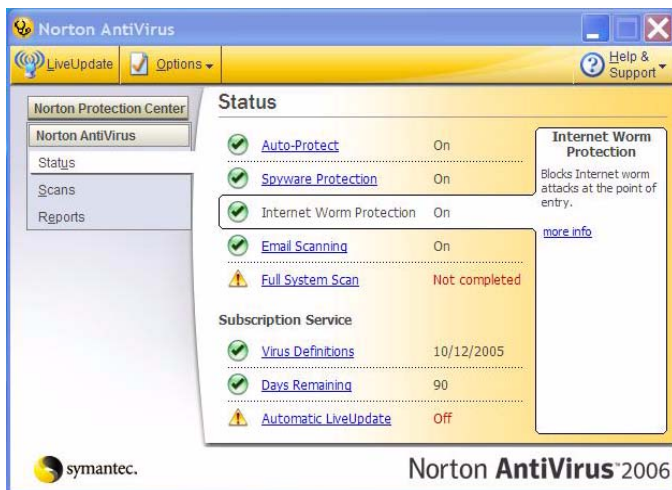 Norton AntiVirus
LiveUpdate Options Help & Support
Norton Protection Center
Norton AntiVirus
Status
Scans
Reports
Status
Auto-Protect On
Spyware Protection On
Internet Worm Protection On
Email Scanning On
Full System Scan Not completed
Subscription Service
Virus Definitions 10/12/2005
Days Remaining 90
Automatic LiveUpdate Off
Internet Worm
Protection
Blocks Internet worm
attacks at the point of
entry.
more info
symantec.
Norton AntiVirus™ 2006